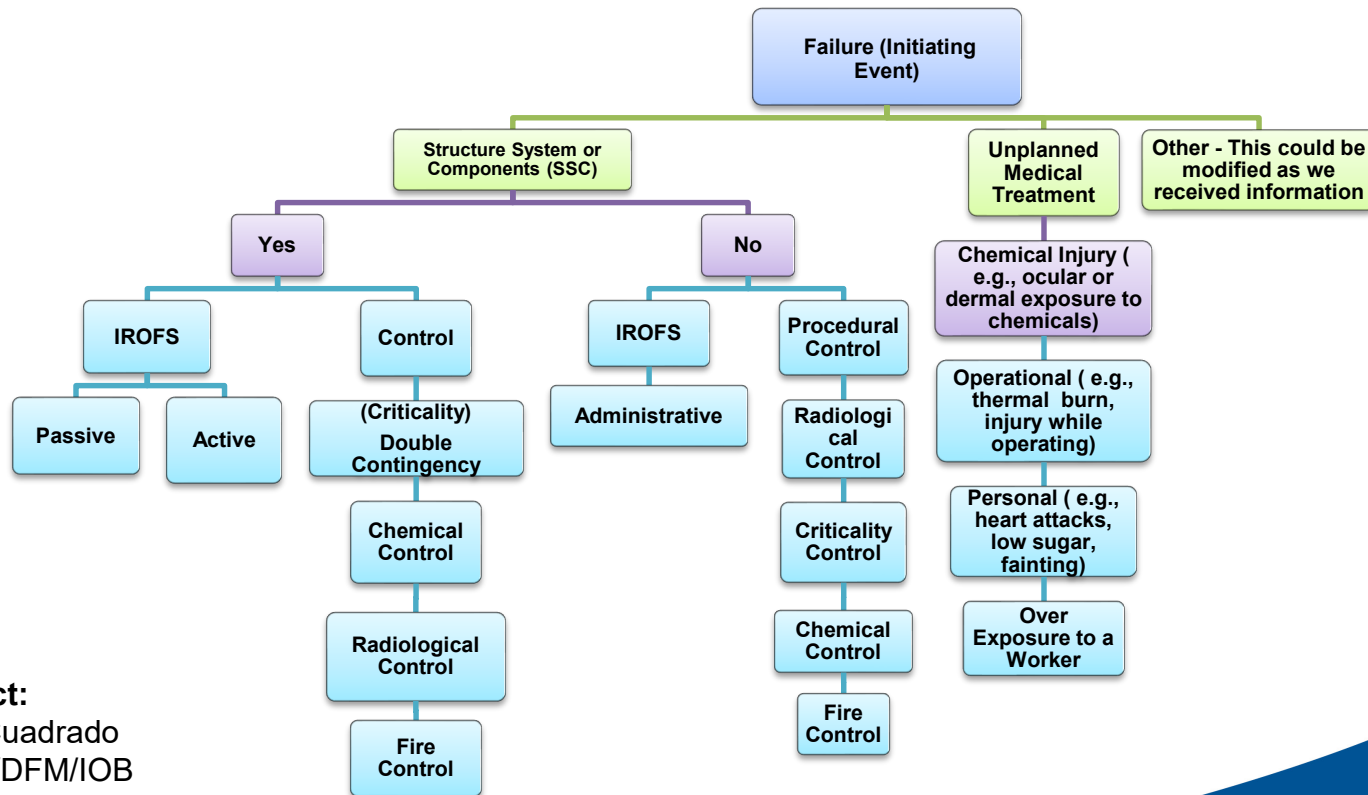 Failure (Initiating
Event)
Structure System or
Components (SSC)
Unplanned
Medical
Treatment
Other - This could be
modified as we
received information
Yes
No
Chemical Injury (
e.g., ocular or
dermal exposure to
chemicals)
IROFS
Control
IROFS
Procedural
Control
Operational ( e.g.,
thermal burn,
injury while
operating)
Passive
Active
(Criticality)
Double
Contingency
Administrative
Radiologi
cal
Control
Personal ( e.g.,
heart attacks,
low sugar,
fainting)
Chemical
Control
Criticality
Control
Over
Exposure to a
Worker
Radiological
Control
Chemical
Control
Fire
Control
Fire
Control
ct:
uadrado
DFM/IOB